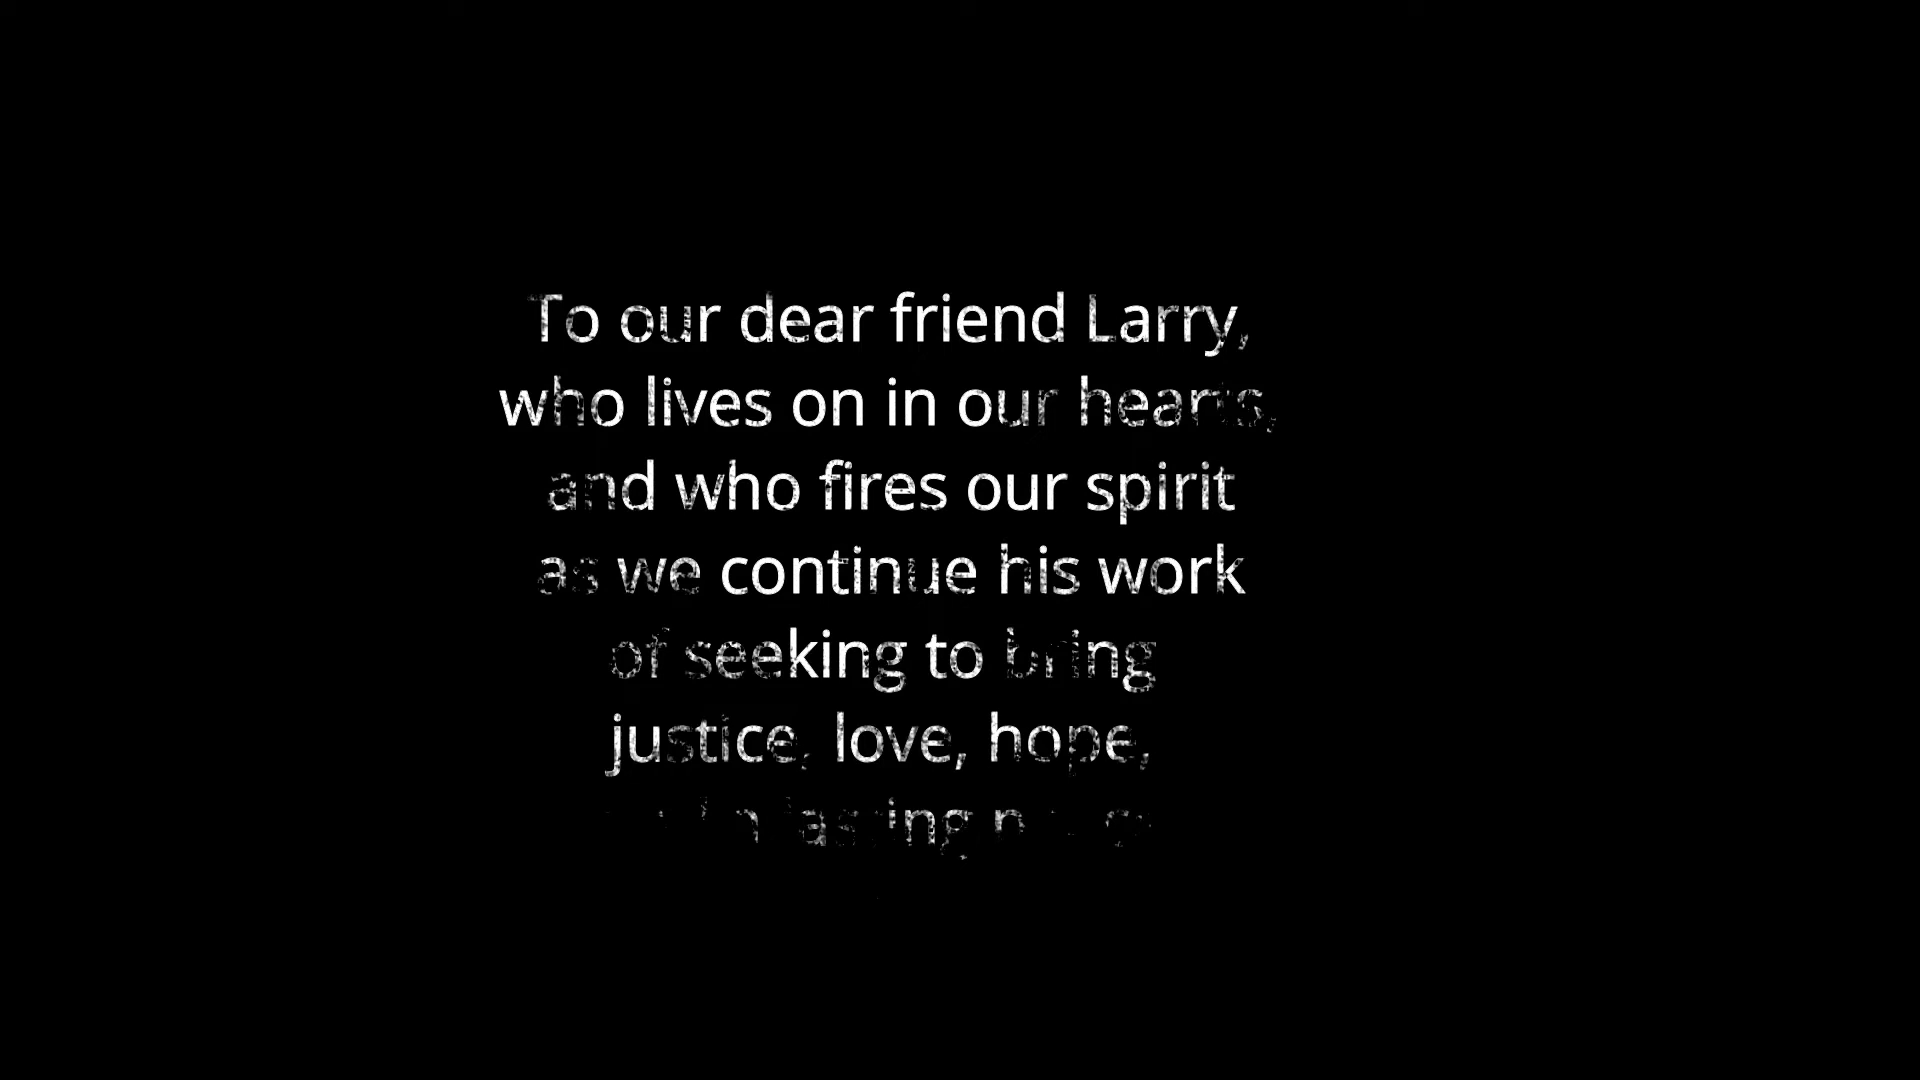 To our dear friend Larry,
who lives on in our hearts,
and who fires our spirit
as we continue his work
of seeking to bring
justice, love, hope,
lasting